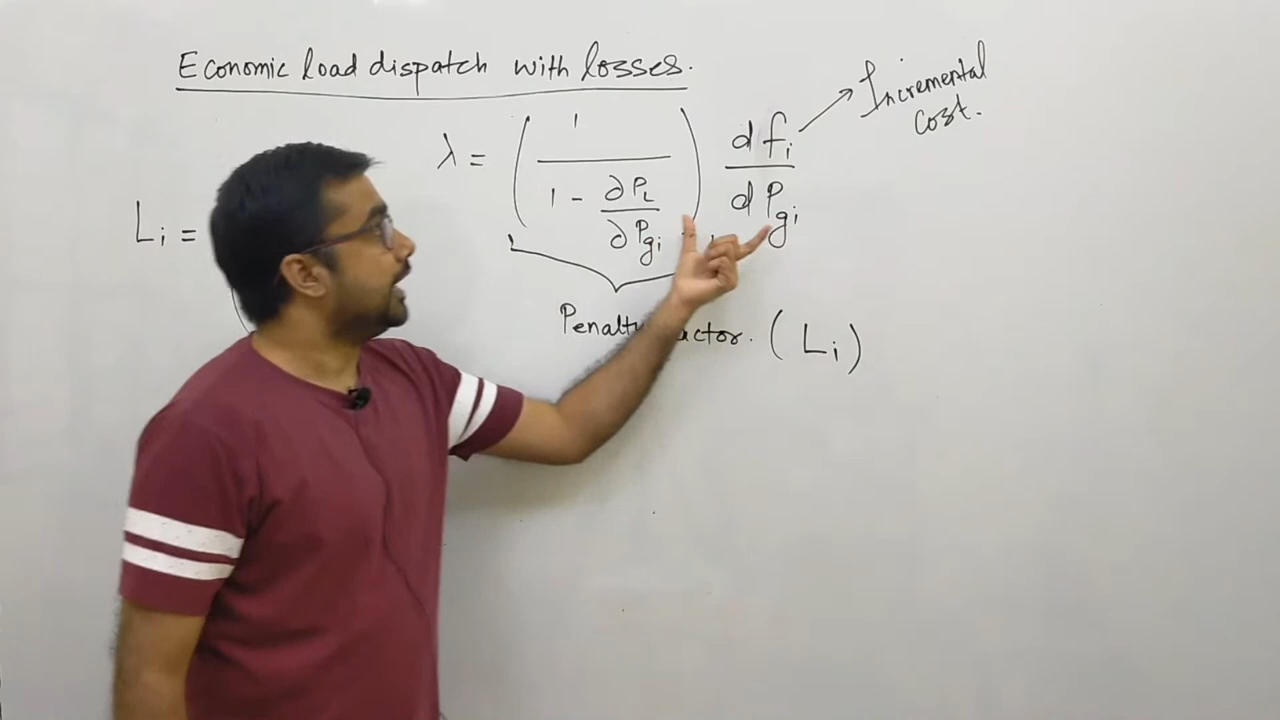 Economic load dispatch with losses.
λ = ( 1 / (1 - ∂P_L / ∂P_gi) ) df_i / dP_gi → Incremental cost.
L_i =
Penalty Factor. ( L_i )